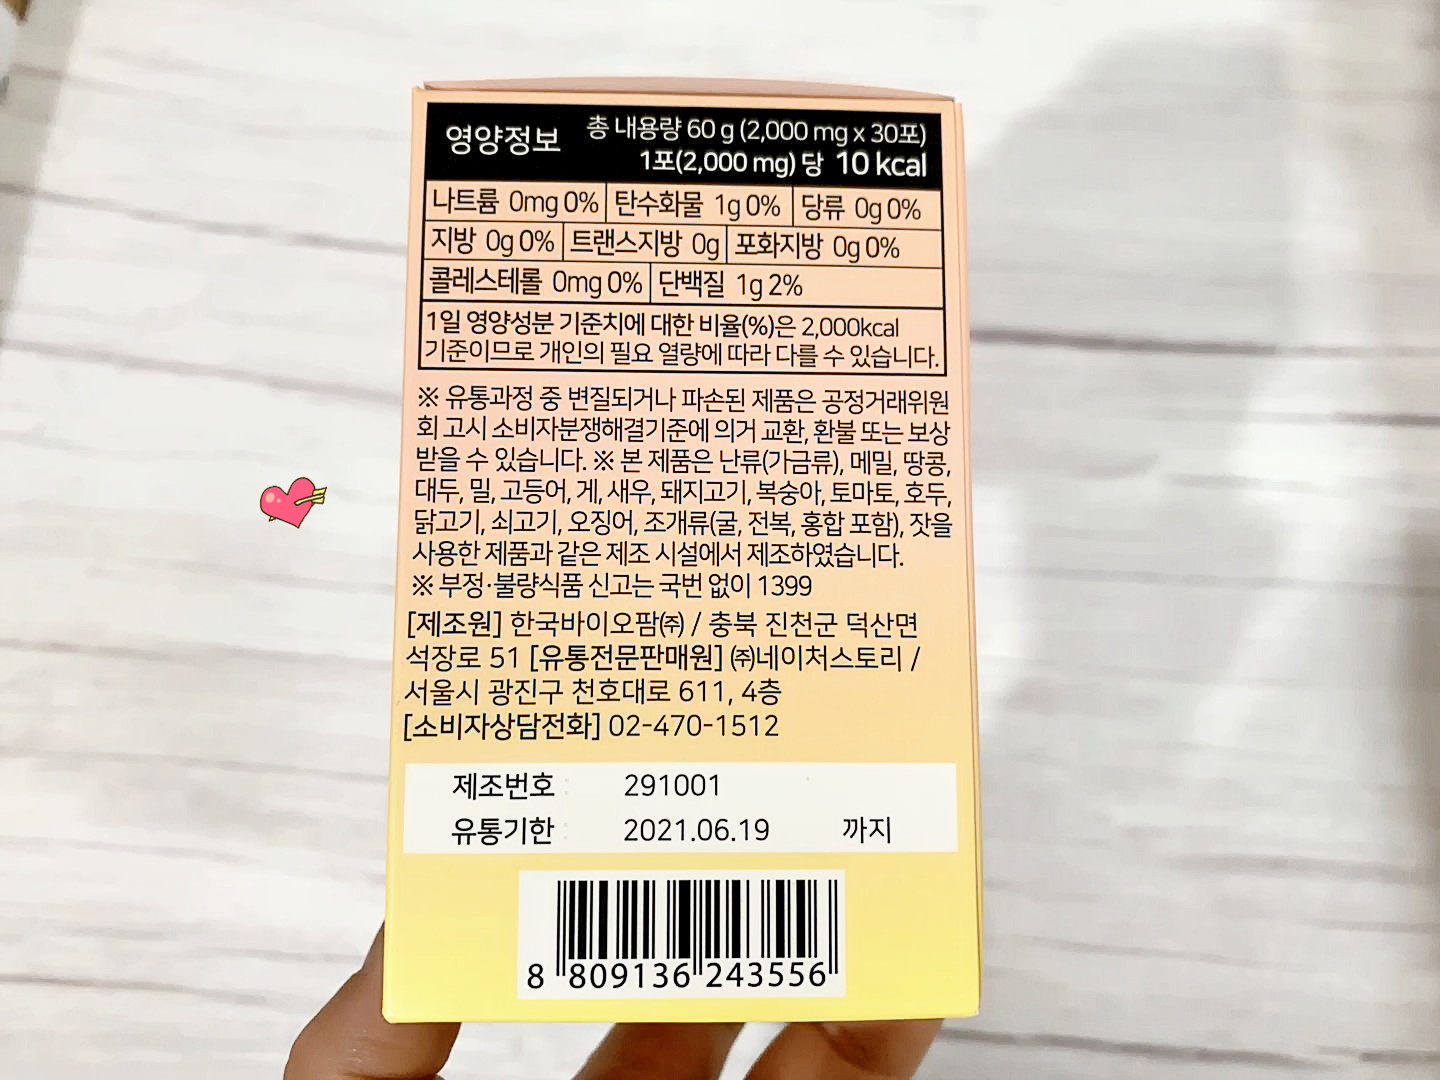 영양정보 총 내용량 60 g (2,000 mg x 30포)
1포(2,000 mg) 당 10 kcal
나트륨 0mg 0% 탄수화물 1g 0% 당류 0g 0%
지방 0g 0% 트랜스지방 0g 포화지방 0g 0%
콜레스테롤 0mg 0% 단백질 1g 2%
1일 영양성분 기준치에 대한 비율(%)은 2,000kcal
기준이므로 개인의 필요 열량에 따라 다를 수 있습니다.
※ 유통과정 중 변질되거나 파손된 제품은 공정거래위원
회 고시 소비자분쟁해결기준에 의거 교환, 환불 또는 보상
받을 수 있습니다. ※ 본 제품은 난류(가금류), 메밀, 땅콩,
대두, 밀, 고등어, 게, 새우, 돼지고기, 복숭아, 토마토, 호두,
닭고기, 쇠고기, 오징어, 조개류(굴, 전복, 홍합 포함), 잣을
사용한 제품과 같은 제조 시설에서 제조하였습니다.
※ 부정·불량식품 신고는 국번 없이 1399
[제조원] 한국바이오팜㈜ / 충북 진천군 덕산면
석장로 51 [유통전문판매원] ㈜네이처스토리 /
서울시 광진구 천호대로 611, 4층
[소비자상담전화] 02-470-1512
제조번호 : 291001
유통기한 : 2021.06.19 까지
8 809136 243556